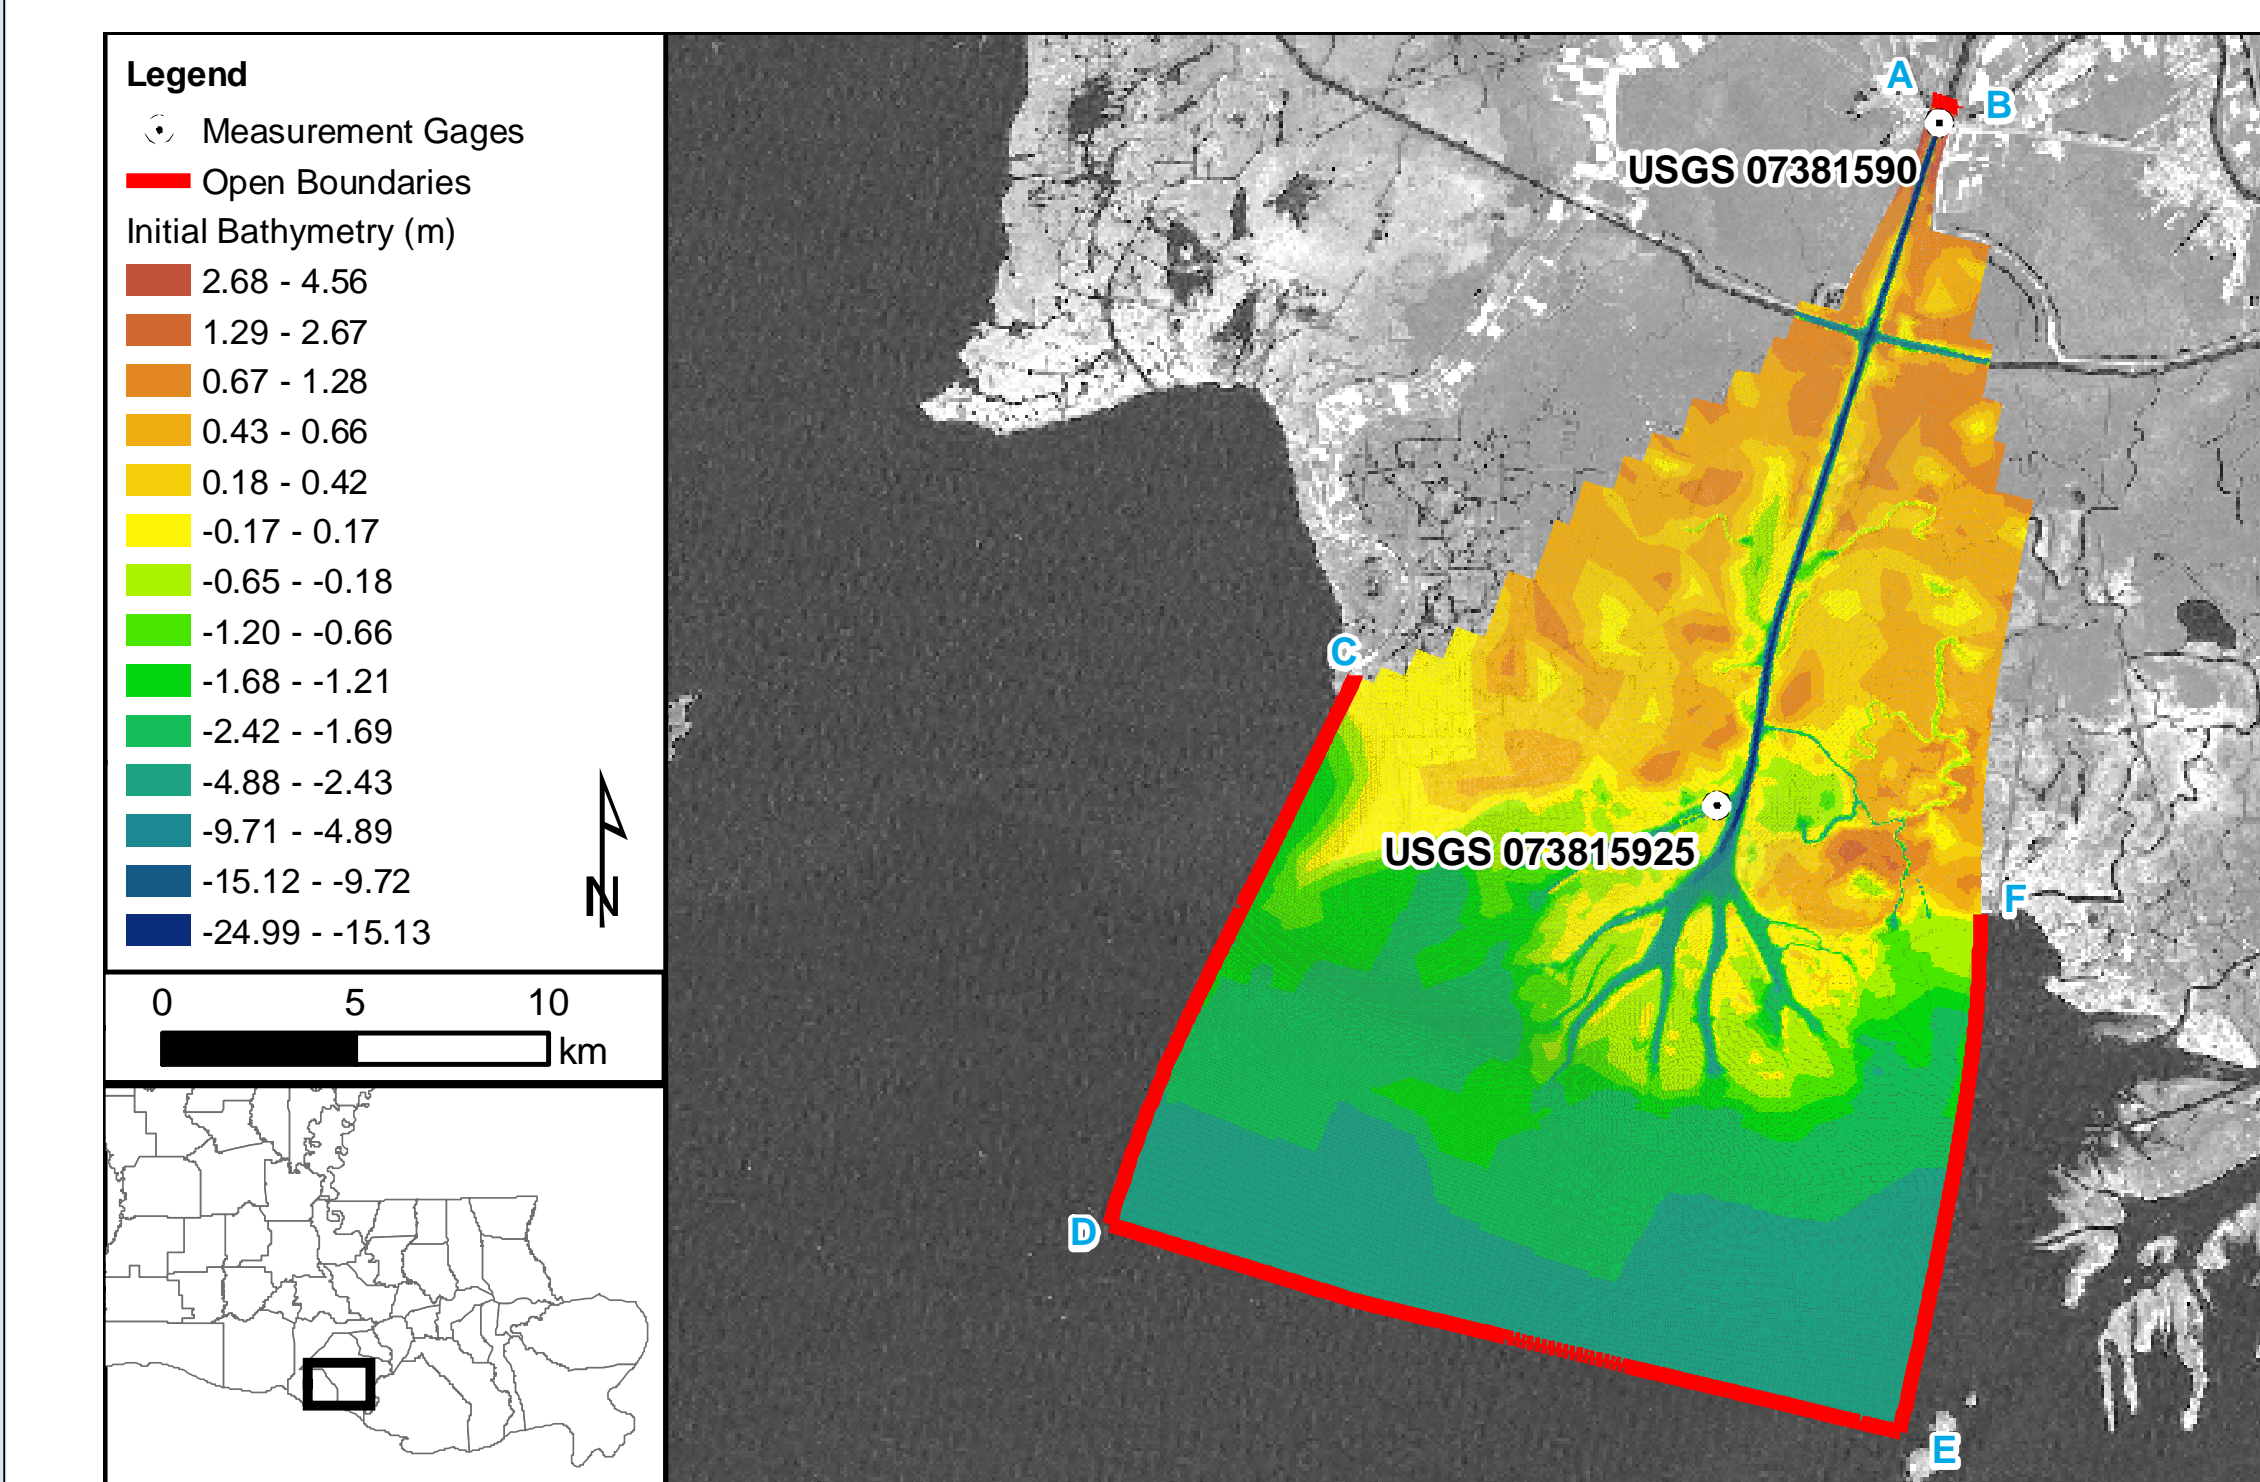 Legend
Measurement Gages
Open Boundaries
Initial Bathymetry (m)
2.68 - 4.56
1.29 - 2.67
0.67 - 1.28
0.43 - 0.66
0.18 - 0.42
-0.17 - 0.17
-0.65 - -0.18
-1.20 - -0.66
-1.68 - -1.21
-2.42 - -1.69
-4.88 - -2.43
-9.71 - -4.89
-15.12 - -9.72
-24.99 - -15.13
N
0 5 10
km
A
B
USGS 07381590
C
USGS 073815925
F
D
E